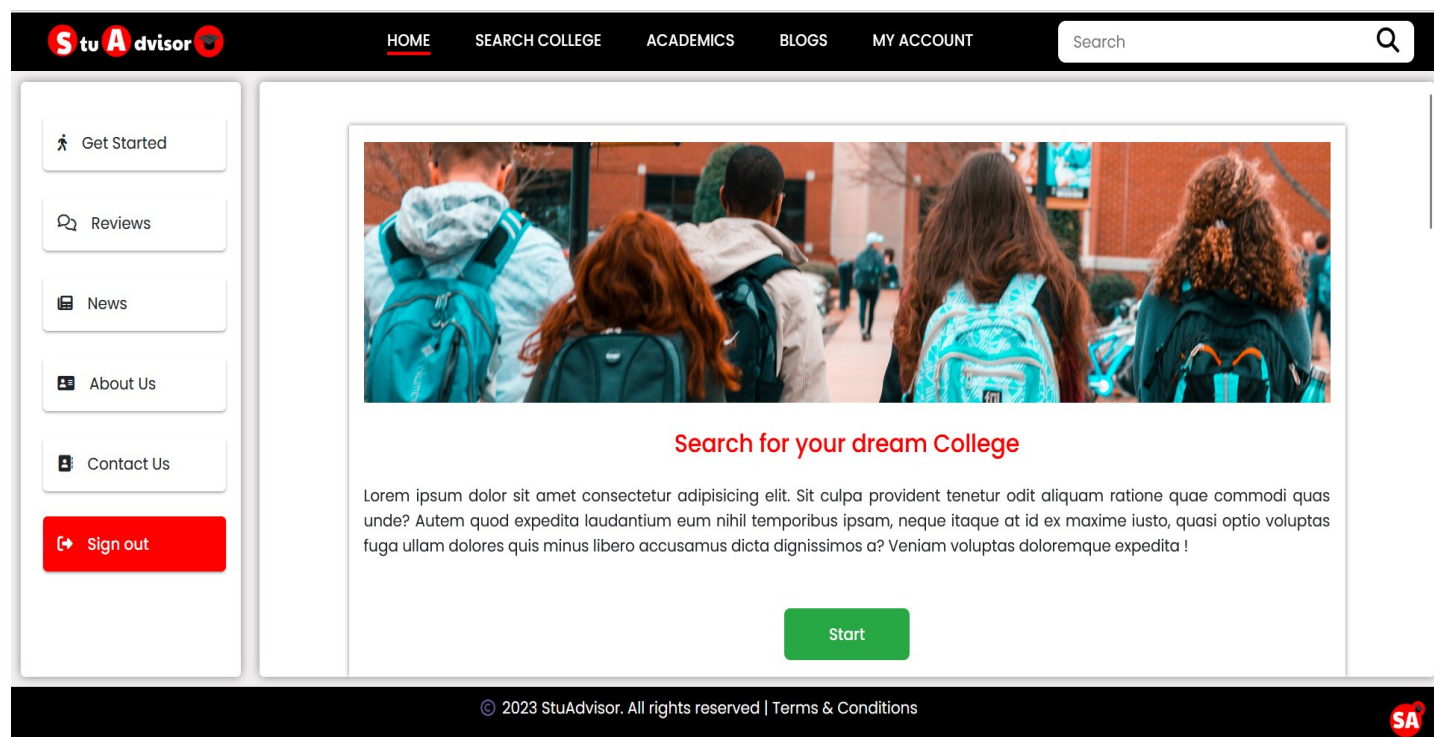 StuAdvisor
HOME SEARCH COLLEGE ACADEMICS BLOGS MY ACCOUNT Search
Get Started
Reviews
News
About Us
Contact Us
Sign out
Search for your dream College
Lorem ipsum dolor sit amet consectetur adipisicing elit. Sit culpa provident tenetur odit aliquam ratione quae commodi quas
unde? Autem quod expedita laudantium eum nihil temporibus ipsam, neque itaque at id ex maxime iusto, quasi optio voluptas
fuga ullam dolores quis minus libero accusamus dicta dignissimos a? Veniam voluptas doloremque expedita !
Start
© 2023 StuAdvisor. All rights reserved | Terms & Conditions
SA